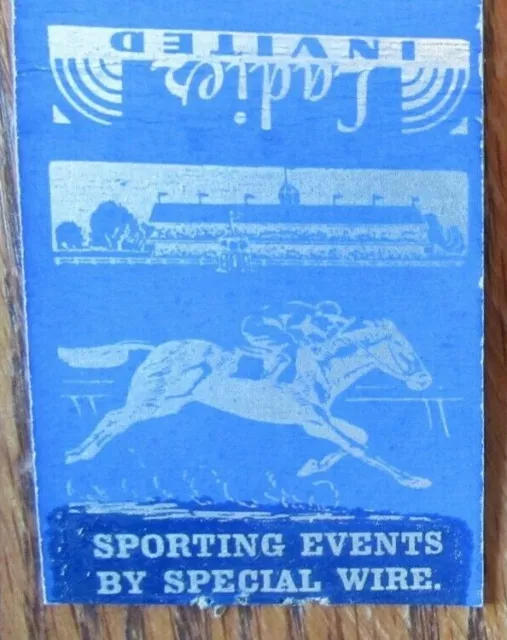 Ladies
INVITED
SPORTING EVENTS
BY SPECIAL WIRE.